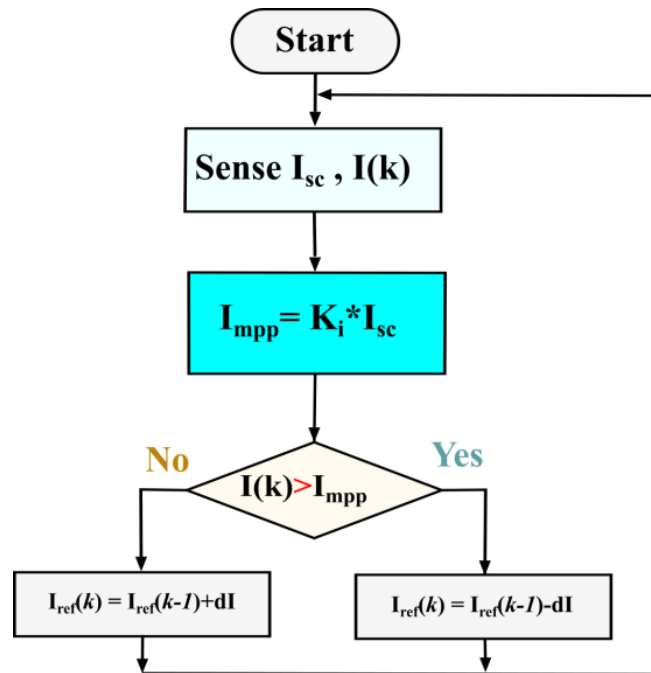 Start
Sense Isc , I(k)
Impp= Ki*Isc
No
Yes
I(k)>Impp
Iref(k) = Iref(k-1)+dI
Iref(k) = Iref(k-1)-dI